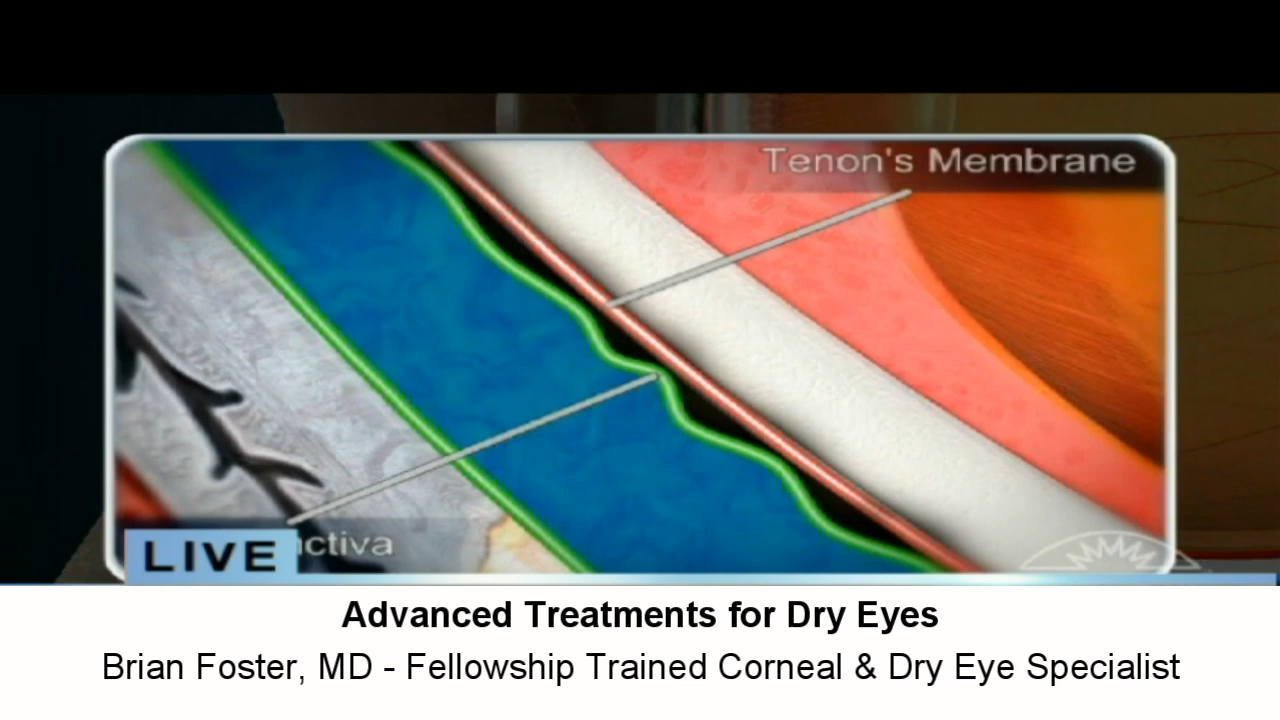 Tenon's Membrane
LIVE
ctiva
Advanced Treatments for Dry Eyes
Brian Foster, MD - Fellowship Trained Corneal & Dry Eye Specialist